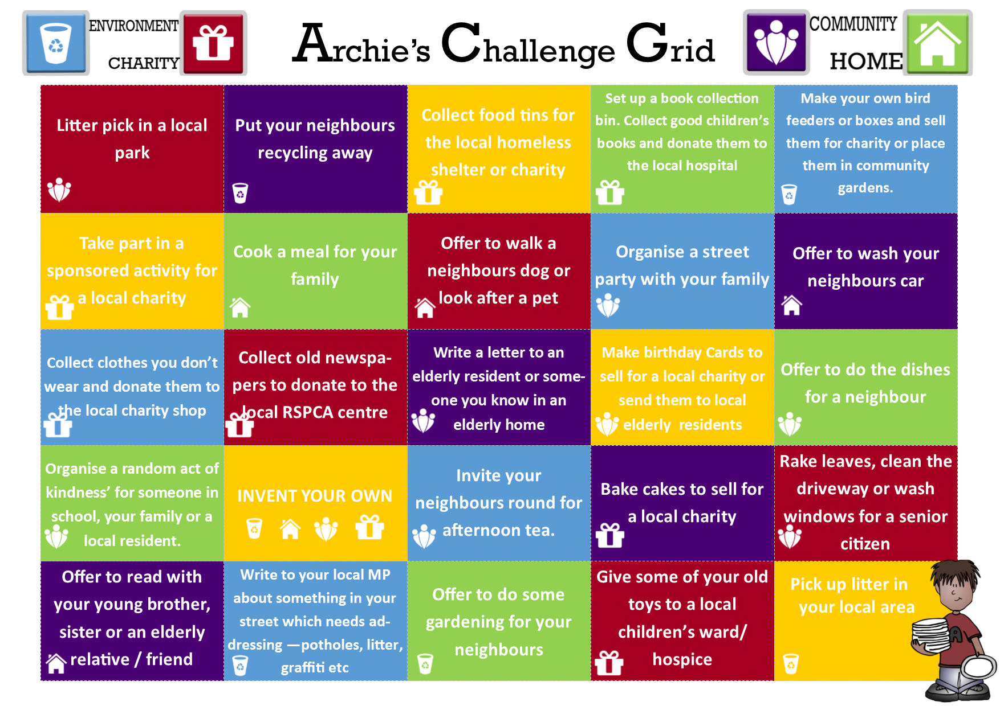 ENVIRONMENT
CHARITY
Archie's Challenge Grid
COMMUNITY
HOME
Litter pick in a local
park
Put your neighbours
recycling away
Collect food tins for
the local homeless
shelter or charity
Set up a book collection
bin. Collect good children's
books and donate them to
the local hospital
Make your own bird
feeders or boxes and sell
them for charity or place
them in community
gardens.
Take part in a
sponsored activity for
a local charity
Cook a meal for your
family
Offer to walk a
neighbours dog or
look after a pet
Organise a street
party with your family
Offer to wash your
neighbours car
Collect clothes you don't
wear and donate them to
the local charity shop
Collect old newspa-
pers to donate to the
local RSPCA centre
Write a letter to an
elderly resident or some-
one you know in an
elderly home
Make birthday Cards to
sell for a local charity or
send them to local
elderly residents
Offer to do the dishes
for a neighbour
Organise a random act of
kindness' for someone in
school, your family or a
local resident.
INVENT YOUR OWN
Invite your
neighbours round for
afternoon tea.
Bake cakes to sell for
a local charity
Rake leaves, clean the
driveway or wash
windows for a senior
citizen
Offer to read with
your young brother,
sister or an elderly
relative / friend
Write to your local MP
about something in your
street which needs ad-
dressing —potholes, litter,
graffiti etc
Offer to do some
gardening for your
neighbours
Give some of your old
toys to a local
children's ward/
hospice
Pick up litter in
your local area
A